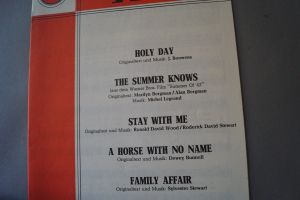 HOLY DAY
Originaltext und Musik: J.
THE SUMMER KNOWS
(aus dem Warner Bros. Film "Summer Of '42"
Originaltext: Marilyn Bergman / Alan Bergman
Musik: Michel Legrand
STAY WITH ME
Originaltext und Musik: Ronald David Wood / Roderick David Stewart
A HORSE WITH NO NAME
Originaltext und Musik: Dewey Bunnell
FAMILY AFFAIR
Originaltext und Musik: Sylvester Stewart